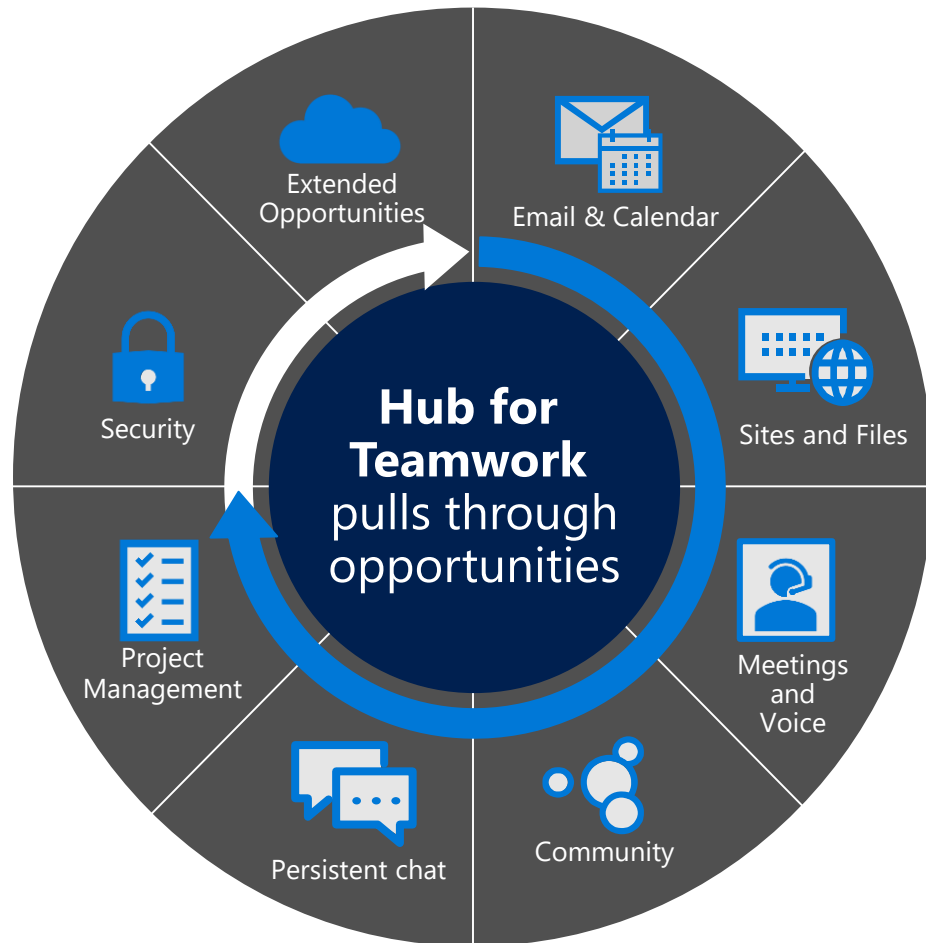 Extended
Opportunities
Email & Calendar
Security
Sites and Files
Hub for
Teamwork
pulls through
opportunities
Project
Management
Meetings
and
Voice
Persistent chat
Community